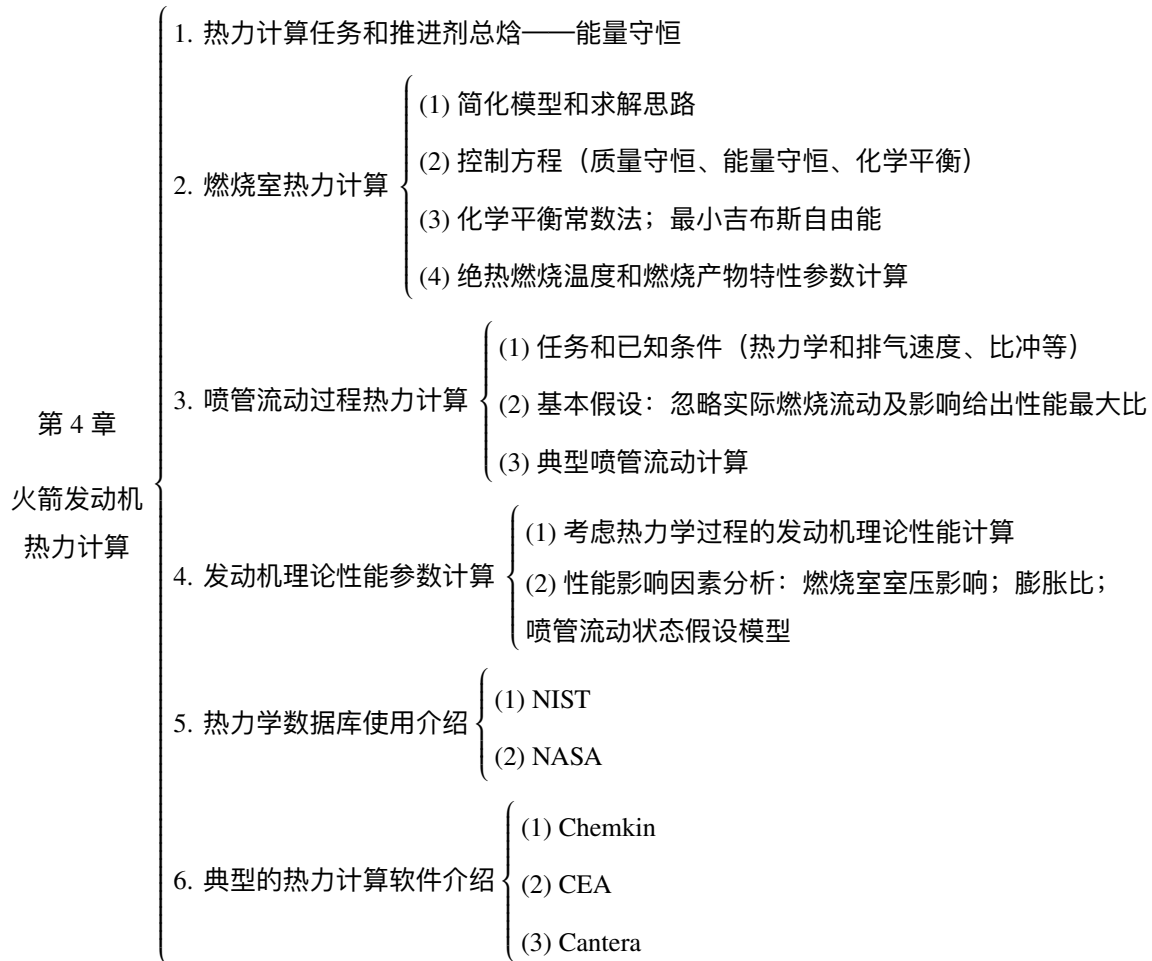 第 4 章
火箭发动机
热力计算
1. 热力计算任务和推进剂总焓——能量守恒
2. 燃烧室热力计算
(1) 简化模型和求解思路
(2) 控制方程（质量守恒、能量守恒、化学平衡）
(3) 化学平衡常数法；最小吉布斯自由能
(4) 绝热燃烧温度和燃烧产物特性参数计算
3. 喷管流动过程热力计算
(1) 任务和已知条件（热力学和排气速度、比冲等）
(2) 基本假设：忽略实际燃烧流动及影响给出性能最大比
(3) 典型喷管流动计算
4. 发动机理论性能参数计算
(1) 考虑热力学过程的发动机理论性能计算
(2) 性能影响因素分析：燃烧室室压影响；膨胀比；
喷管流动状态假设模型
5. 热力学数据库使用介绍
(1) NIST
(2) NASA
6. 典型的热力计算软件介绍
(1) Chemkin
(2) CEA
(3) Cantera